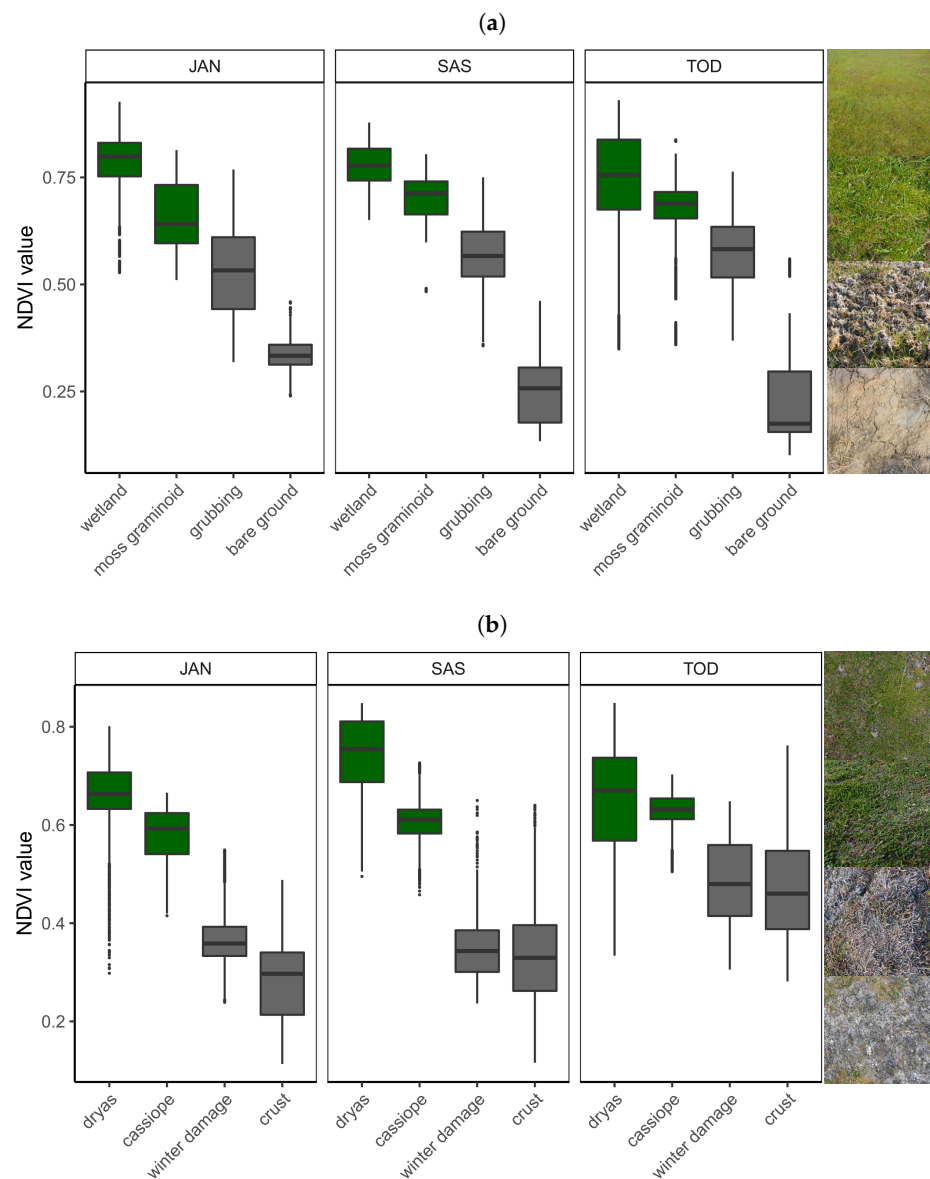 (a)
JAN SAS TOD
NDVI value
0.75
0.50
0.25
wetland moss graminoid grubbing bare ground wetland moss graminoid grubbing bare ground wetland moss graminoid grubbing bare ground
(b)
JAN SAS TOD
NDVI value
0.8
0.6
0.4
0.2
dryas cassiope winter damage crust dryas cassiope winter damage crust dryas cassiope winter damage crust